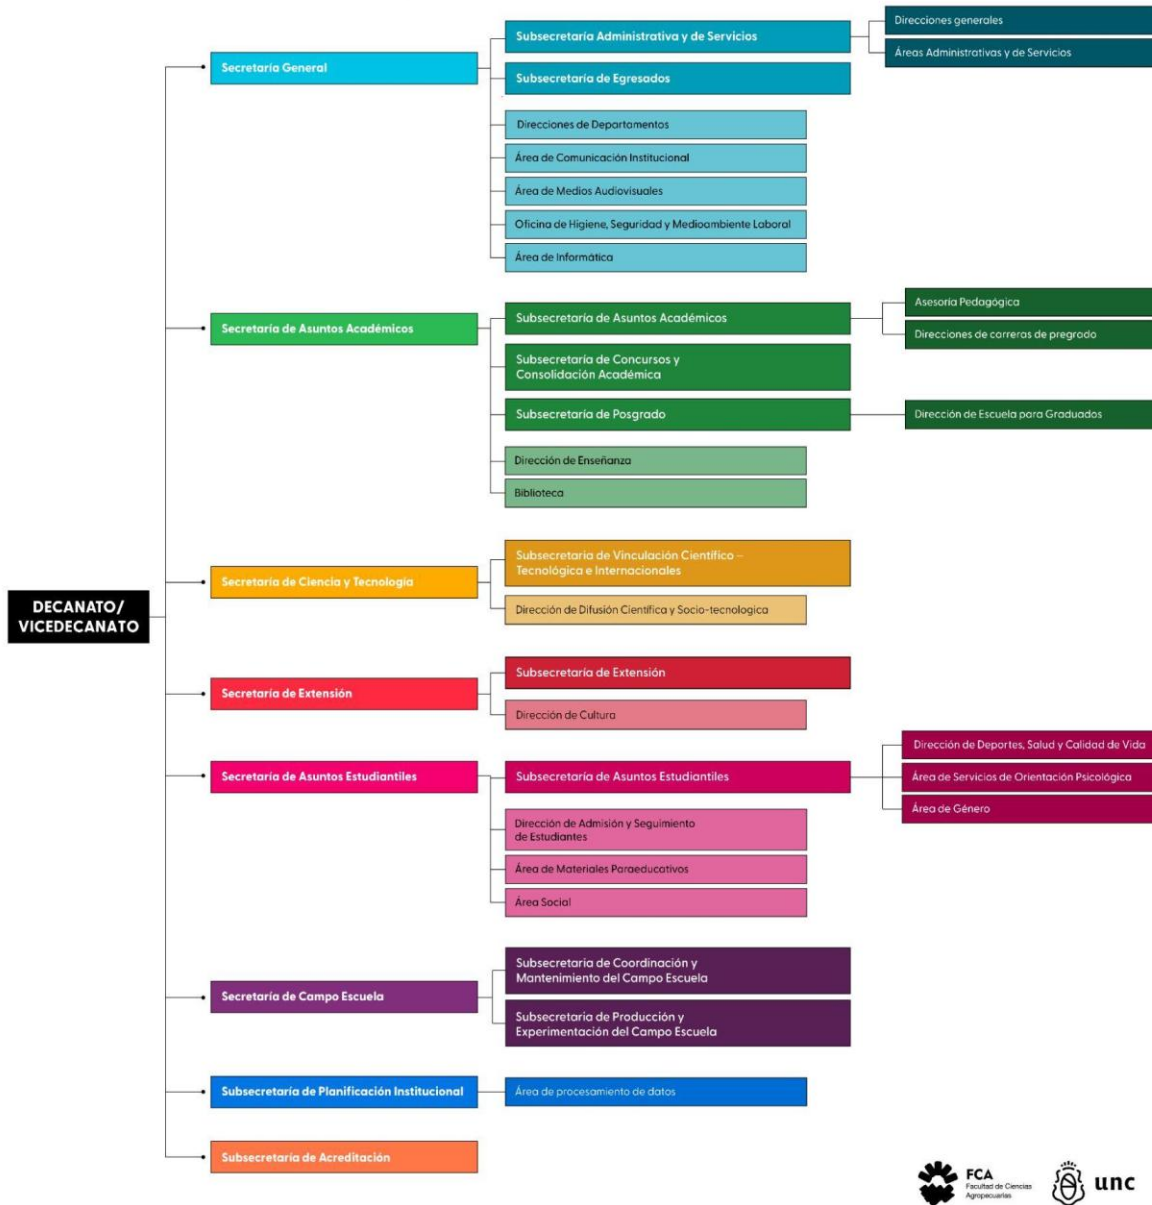 DECANATO/
VICEDECANATO
Secretaría General
Subsecretaría Administrativa y de Servicios
Direcciones generales
Áreas Administrativas y de Servicios
Subsecretaría de Egresados
Direcciones de Departamentos
Área de Comunicación Institucional
Área de Medios Audiovisuales
Oficina de Higiene, Seguridad y Medioambiente Laboral
Área de Informática
Secretaría de Asuntos Académicos
Subsecretaría de Asuntos Académicos
Asesoría Pedagógica
Direcciones de carreras de pregrado
Subsecretaría de Concursos y
Consolidación Académica
Subsecretaría de Posgrado
Dirección de Escuela para Graduados
Dirección de Enseñanza
Biblioteca
Secretaría de Ciencia y Tecnología
Subsecretaria de Vinculación Científico –
Tecnológica e Internacionales
Dirección de Difusión Científica y Socio-tecnologica
Secretaría de Extensión
Subsecretaría de Extensión
Dirección de Cultura
Secretaría de Asuntos Estudiantiles
Subsecretaría de Asuntos Estudiantiles
Dirección de Deportes, Salud y Calidad de Vida
Área de Servicios de Orientación Psicológica
Área de Género
Dirección de Admisión y Seguimiento
de Estudiantes
Área de Materiales Paraeducativos
Área Social
Secretaría de Campo Escuela
Subsecretaria de Coordinación y
Mantenimiento del Campo Escuela
Subsecretaria de Producción y
Experimentación del Campo Escuela
Subsecretaría de Planificación Institucional
Área de procesamiento de datos
Subsecretaría de Acreditación
FCA
Facultad de Ciencias
Agropecuarias
unc